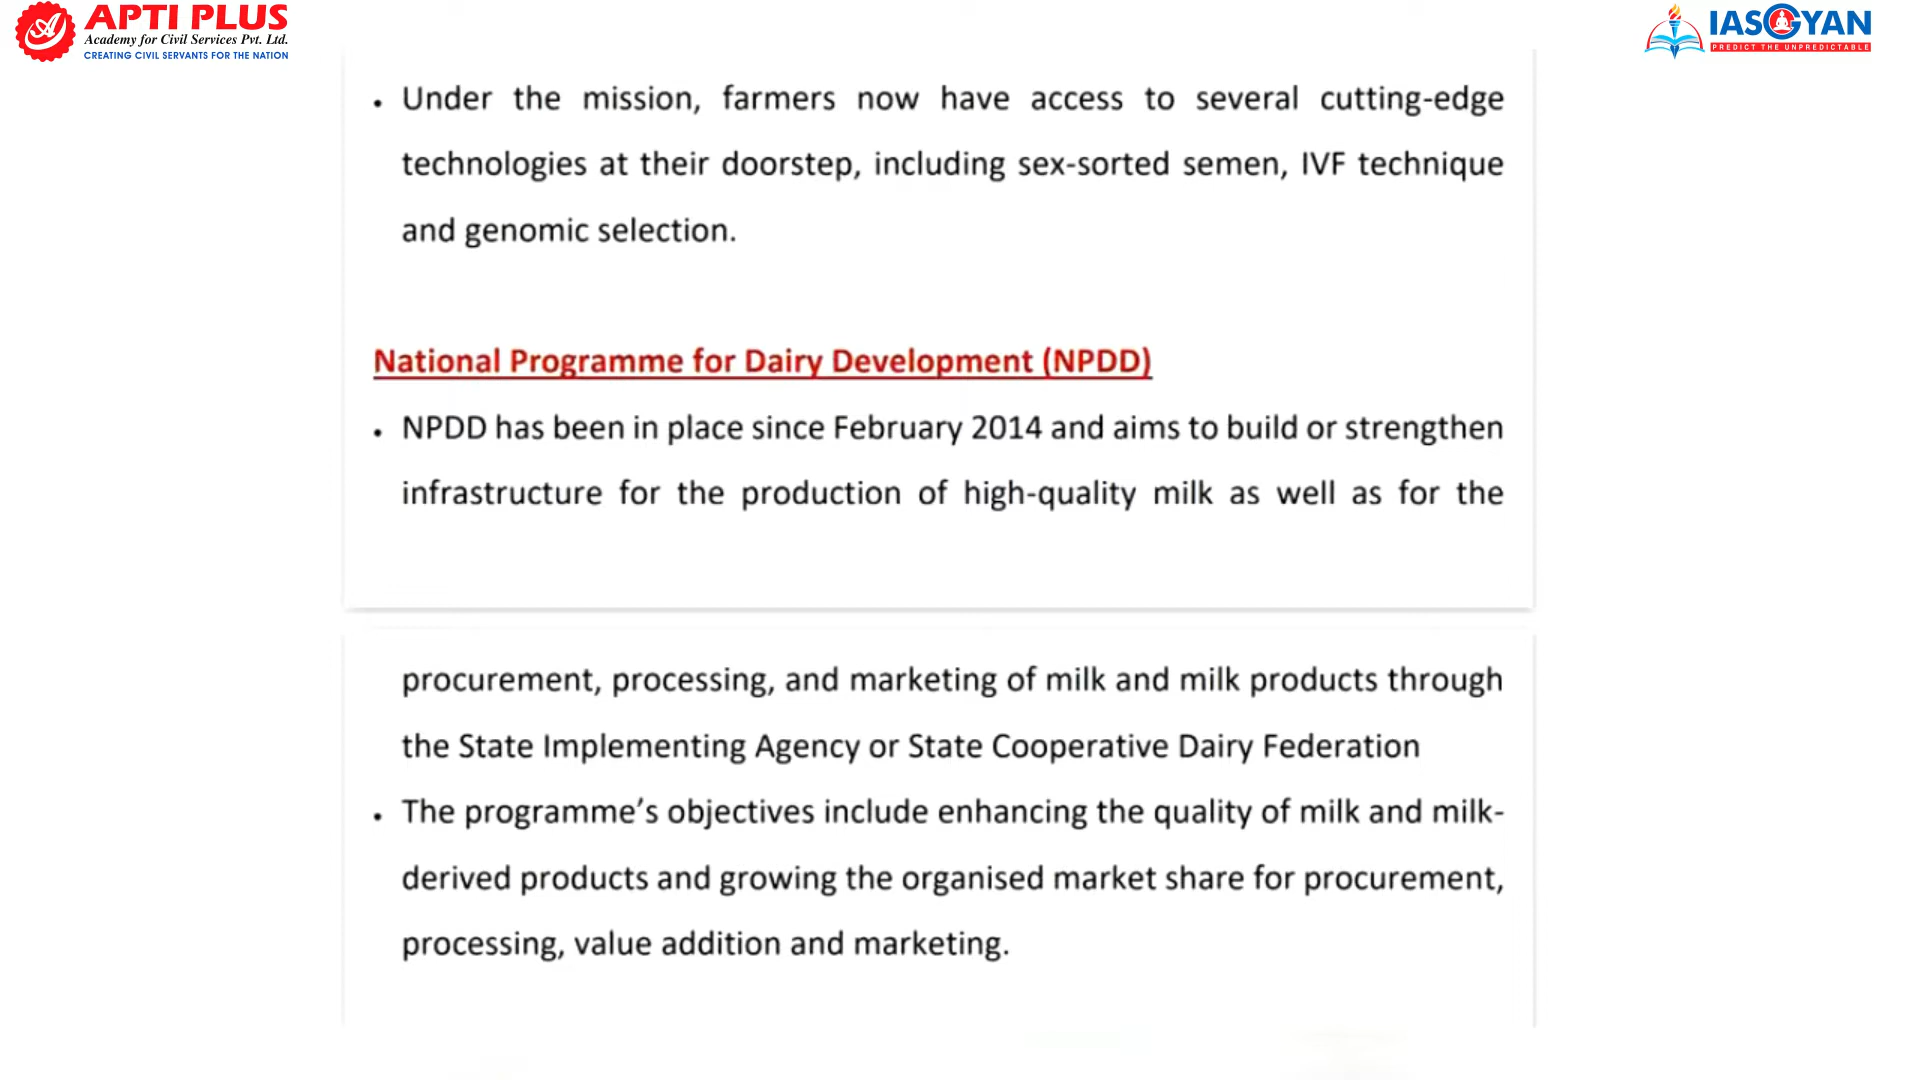 APTI PLUS
Academy for Civil Services Pvt. Ltd.
CREATING CIVIL SERVANTS FOR THE NATION
IASGYAN
PREDICT THE UNPREDICTABLE
• Under the mission, farmers now have access to several cutting-edge
technologies at their doorstep, including sex-sorted semen, IVF technique
and genomic selection.
National Programme for Dairy Development (NPDD)
• NPDD has been in place since February 2014 and aims to build or strengthen
infrastructure for the production of high-quality milk as well as for the
procurement, processing, and marketing of milk and milk products through
the State Implementing Agency or State Cooperative Dairy Federation
• The programme’s objectives include enhancing the quality of milk and milk-
derived products and growing the organised market share for procurement,
processing, value addition and marketing.